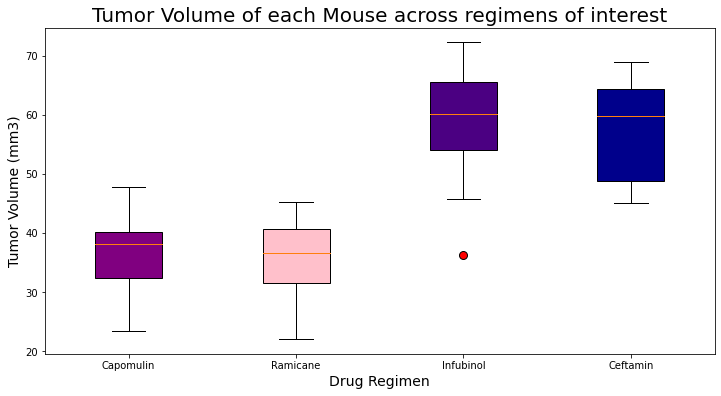 Tumor Volume of each Mouse across regimens of interest
Tumor Volume (mm3)
70
60
50
40
30
20
Capomulin
Ramicane
Infubinol
Ceftamin
Drug Regimen